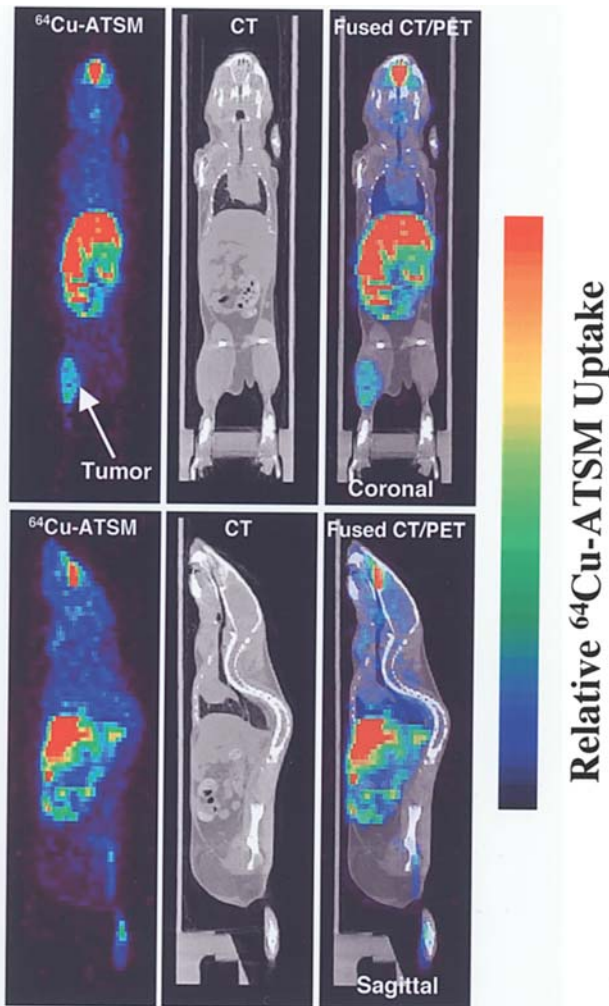 ⁶⁴Cu-ATSM
CT
Fused CT/PET
Tumor
Coronal
⁶⁴Cu-ATSM
CT
Fused CT/PET
Sagittal
Relative ⁶⁴Cu-ATSM Uptake